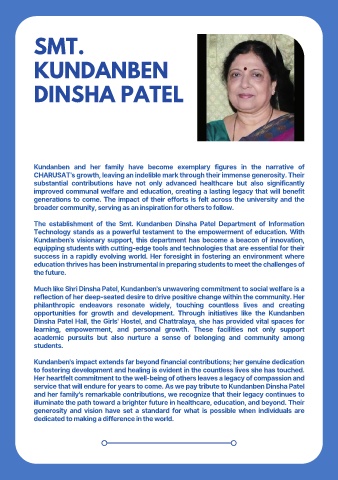 SMT.
KUNDANBEN
DINSHA PATEL
Kundanben and her family have become exemplary figures in the narrative of
CHARUSAT's growth, leaving an indelible mark through their immense generosity. Their
substantial contributions have not only advanced healthcare but also significantly
improved communal welfare and education, creating a lasting legacy that will benefit
generations to come. The impact of their efforts is felt across the university and the
broader community, serving as an inspiration for others to follow.
The establishment of the Smt. Kundanben Dinsha Patel Department of Information
Technology stands as a powerful testament to the empowerment of education. With
Kundanben's visionary support, this department has become a beacon of innovation,
equipping students with cutting-edge tools and technologies that are essential for their
success in a rapidly evolving world. Her foresight in fostering an environment where
education thrives has been instrumental in preparing students to meet the challenges of
the future.
Much like Shri Dinsha Patel, Kundanben's unwavering commitment to social welfare is a
reflection of her deep-seated desire to drive positive change within the community. Her
philanthropic endeavors resonate widely, touching countless lives and creating
opportunities for growth and development. Through initiatives like the Kundanben
Dinsha Patel Hall, the Girls' Hostel, and Chattralaya, she has provided vital spaces for
learning, empowerment, and personal growth. These facilities not only support
academic pursuits but also nurture a sense of belonging and community among
students.
Kundanben's impact extends far beyond financial contributions; her genuine dedication
to fostering development and healing is evident in the countless lives she has touched.
Her heartfelt commitment to the well-being of others leaves a legacy of compassion and
service that will endure for years to come. As we pay tribute to Kundanben Dinsha Patel
and her family's remarkable contributions, we recognize that their legacy continues to
illuminate the path toward a brighter future in healthcare, education, and beyond. Their
generosity and vision have set a standard for what is possible when individuals are
dedicated to making a difference in the world.